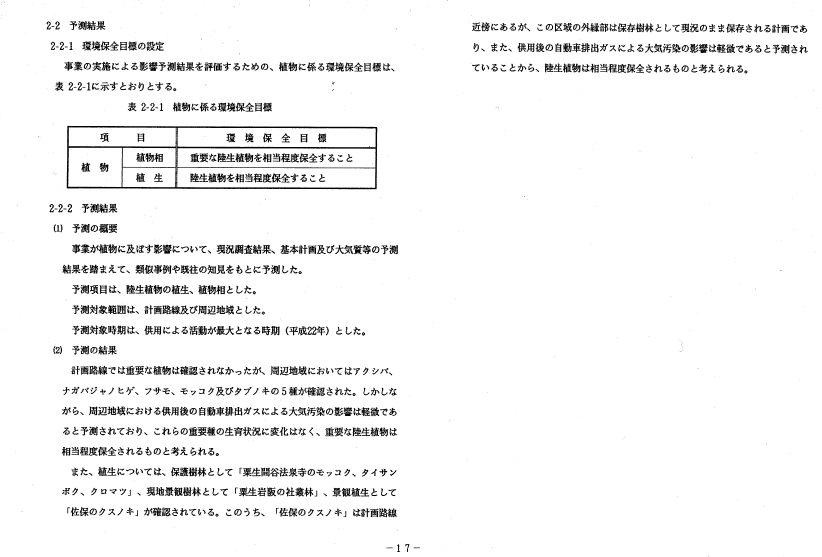 2-2 予測結果
2-2-1 環境保全目標の設定
事業の実施による影響予測結果を評価するための、植物に係る環境保全目標は、
表 2-2-1に示すとおりとする。
表 2-2-1 植物に係る環境保全目標
項 目 環 境 保 全 目 標
植 物 植物相 重要な陸生植物を相当程度保全すること
植 生 陸生植物を相当程度保全すること
2-2-2 予測結果
(1) 予測の概要
事業が植物に及ぼす影響について、現況調査結果、基本計画及び大気質等の予測
結果を踏まえて、類似事例や既往の知見をもとに予測した。
予測項目は、陸生植物の植生、植物相とした。
予測対象範囲は、計画路線及び周辺地域とした。
予測対象時期は、供用による活動が最大となる時期（平成22年）とした。
(2) 予測の結果
計画路線では重要な植物は確認されなかったが、周辺地域においてはアクシバ、
ナガバジャノヒゲ、フサモ、モッコク及びタブノキの5種が確認された。しかしな
がら、周辺地域における供用後の自動車排出ガスによる大気汚染の影響は軽微であ
ると予測されており、これらの重要種の生育状況に変化はなく、重要な陸生植物は
相当程度保全されるものと考えられる。
また、植生については、保護樹林として「粟生間谷法泉寺のモッコク、タイサン
ボク、クロマツ」、現地景観樹林として「粟生岩阪の社叢林」、景観植生として
「佐保のクスノキ」が確認されている。このうち、「佐保のクスノキ」は計画路線
近傍にあるが、この区域の外縁部は保存樹林として現況のまま保存される計画であ
り、また、供用後の自動車排出ガスによる大気汚染の影響は軽微であると予測され
ていることから、陸生植物は相当程度保全されるものと考えられる。
-17-